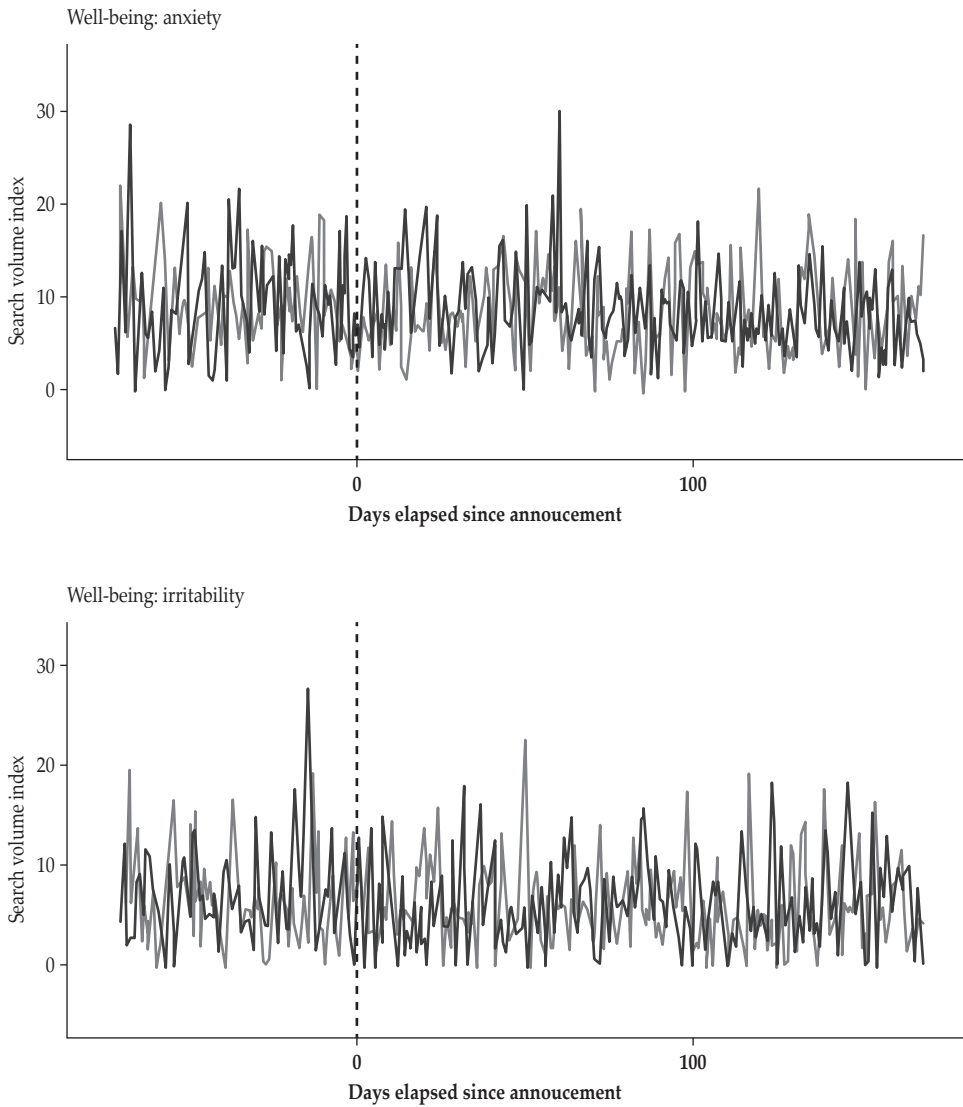 Well-being: anxiety
30
20
10
0
Search volume index
0
100
Days elapsed since annoucement
Well-being: irritability
30
20
10
0
Search volume index
0
100
Days elapsed since annoucement